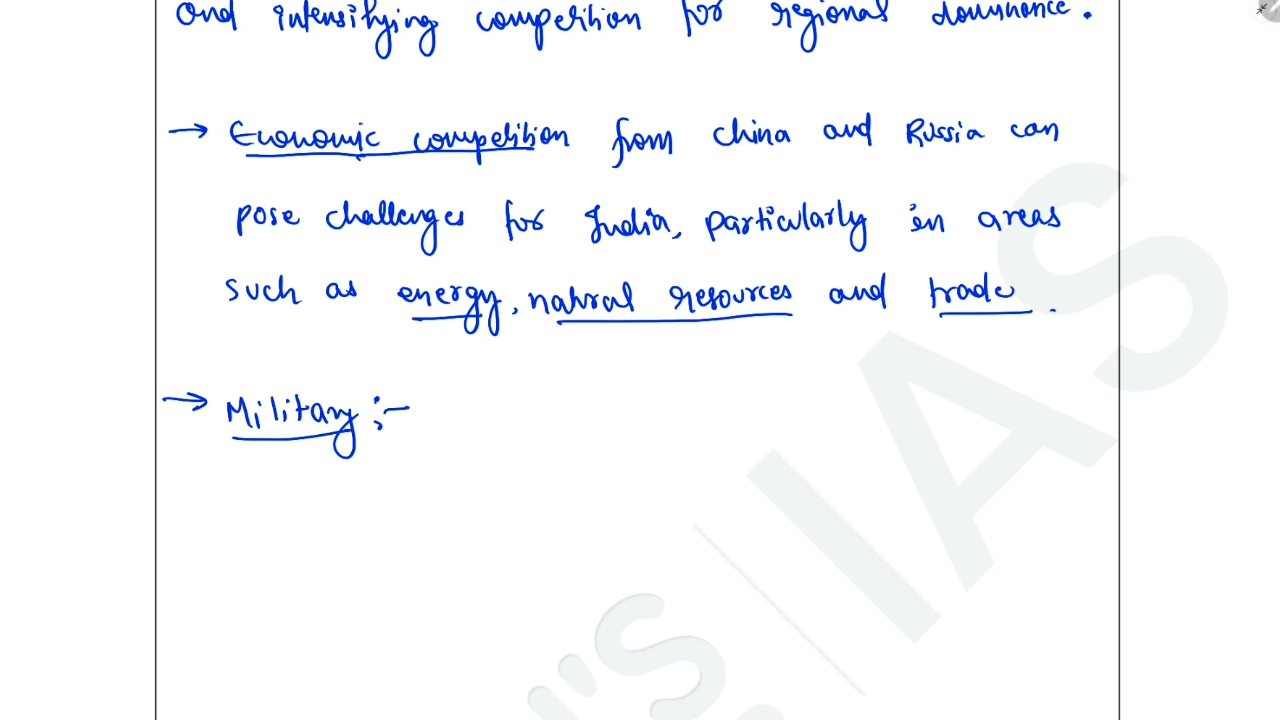 and intensifying competition for regional dominance.
→ Economic competition from china and Russia can
pose challenges for India, particularly in areas
such as energy, natural resources and trade.
→ Military :-
'S
IAS